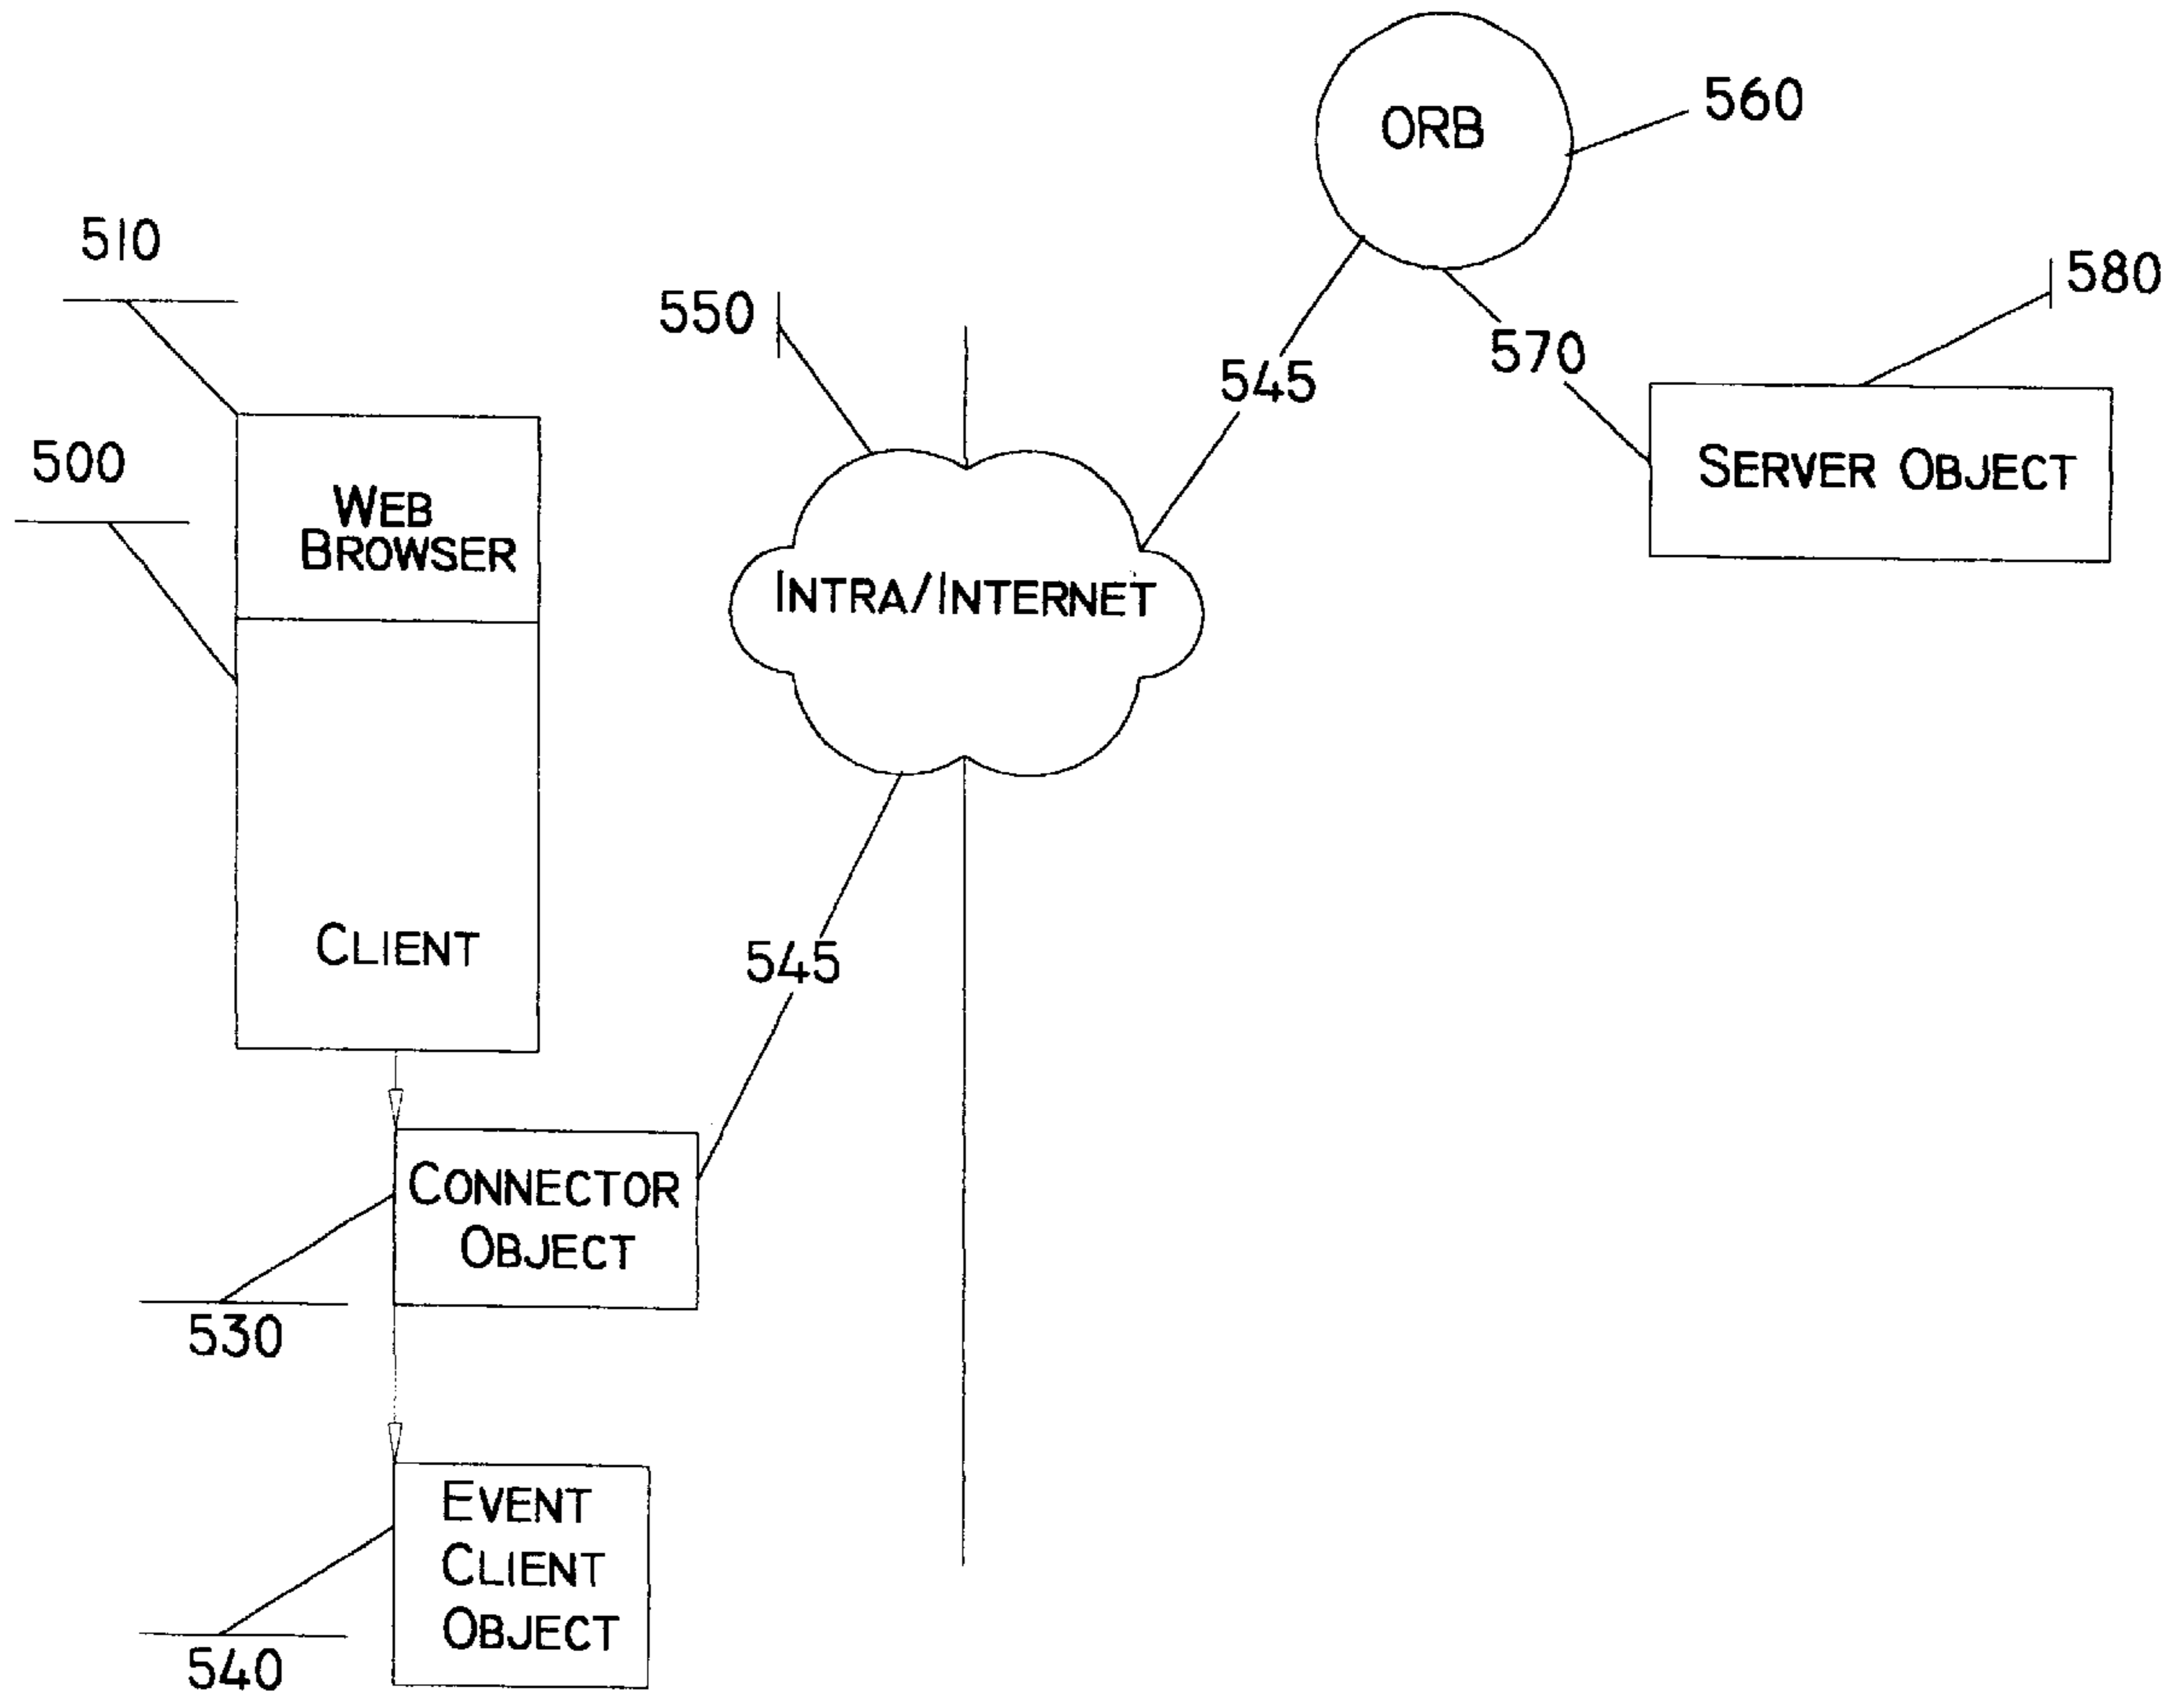 ORB
560
510
580
550
570
545
500
WEB
BROWSER
SERVER OBJECT
INTRA/INTERNET
CLIENT
545
CONNECTOR
OBJECT
530
EVENT
CLIENT
OBJECT
540